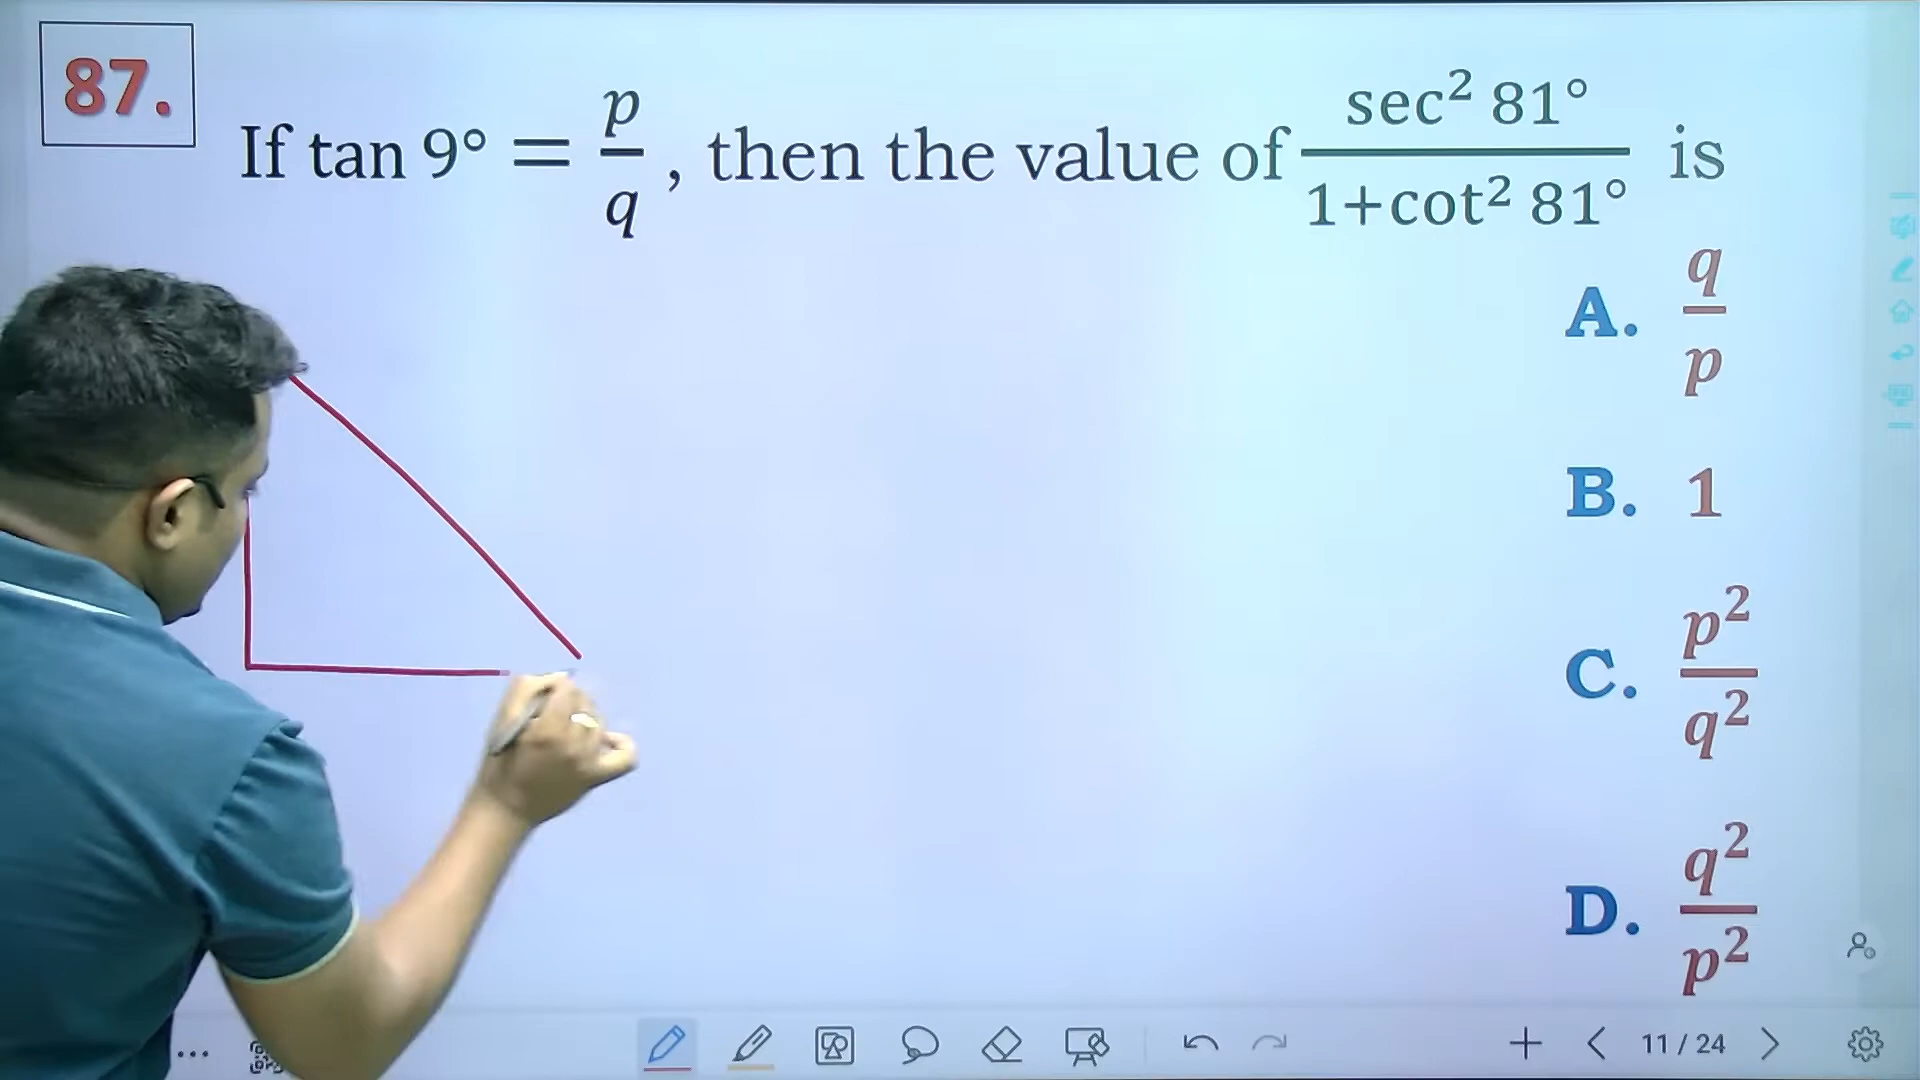 87.
If tan 9° = p/q , then the value of sec² 81° / 1+cot² 81° is
A. q/p
B. 1
C. p²/q²
D. q²/p²
11 / 24